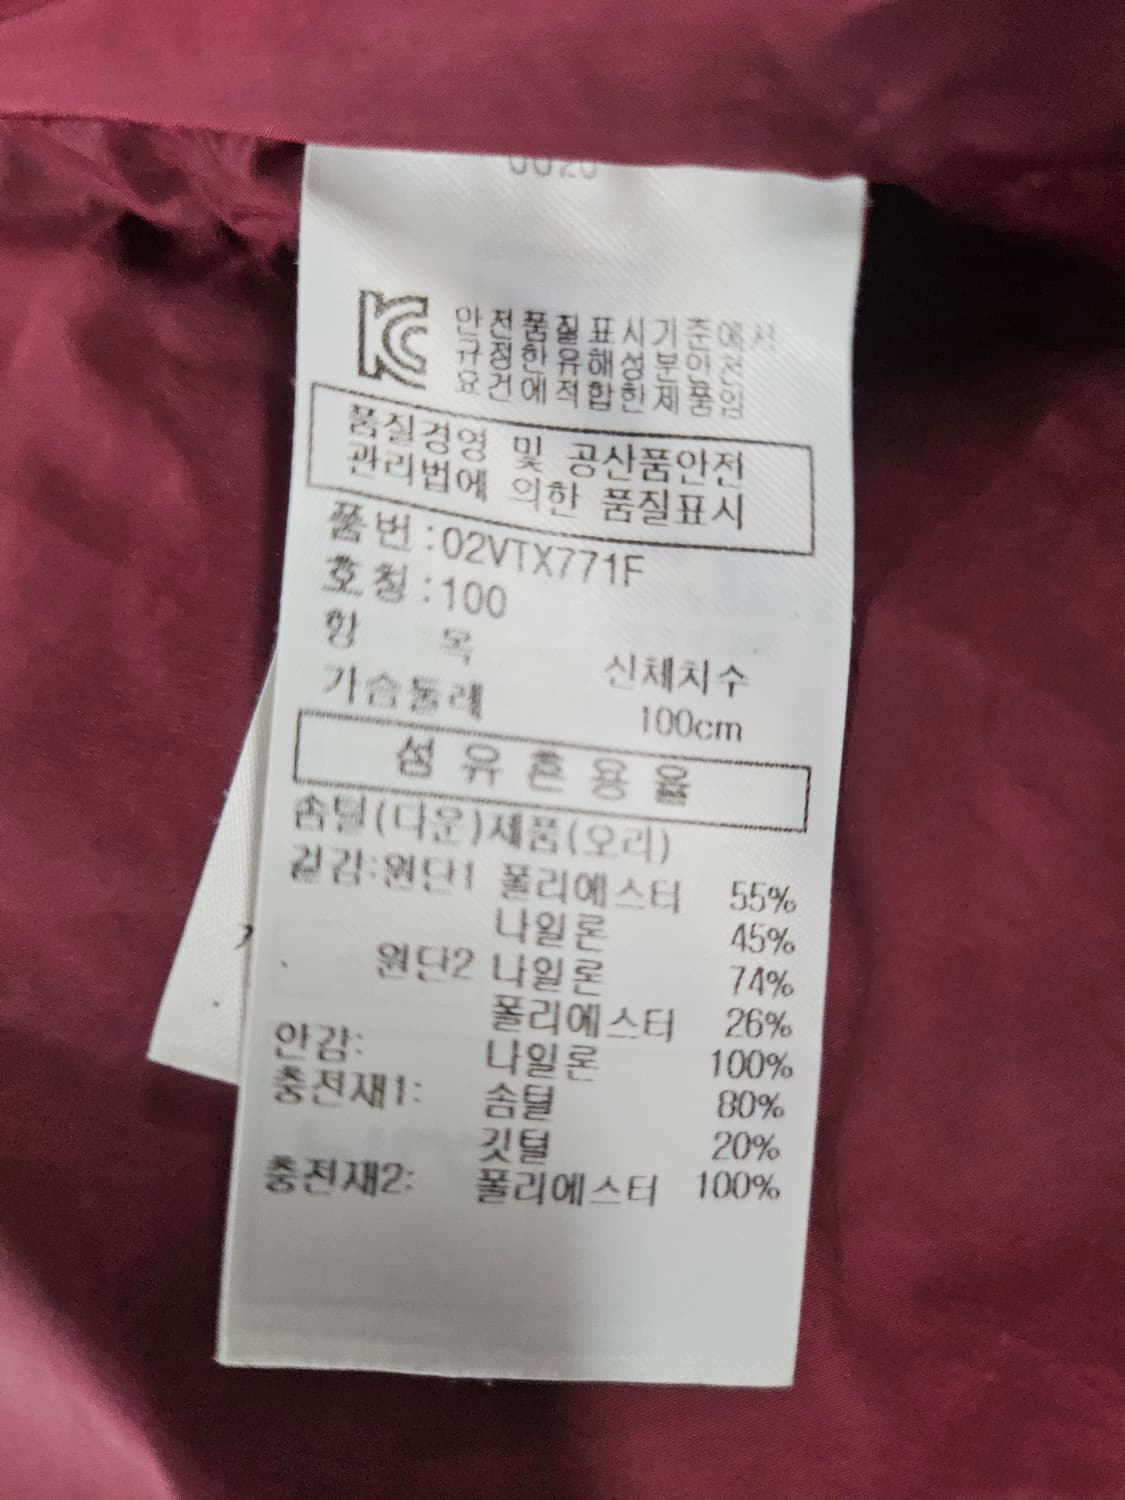 0020
KC
안전품질표시기준에서
규정한유해성부안전
요건에적합한제품임
품질경영 및 공산품안전
관리법에 의한 품질표시
품번:02VTX771F
호칭:100
항 목 신체치수
가슴둘레 100cm
섬유혼용율
솜털(다운)제품(오리)
겉감:원단1 폴리에스터 55%
나일론 45%
원단2 나일론 74%
폴리에스터 26%
안감: 나일론 100%
충전재1: 솜털 80%
깃털 20%
충전재2: 폴리에스터 100%